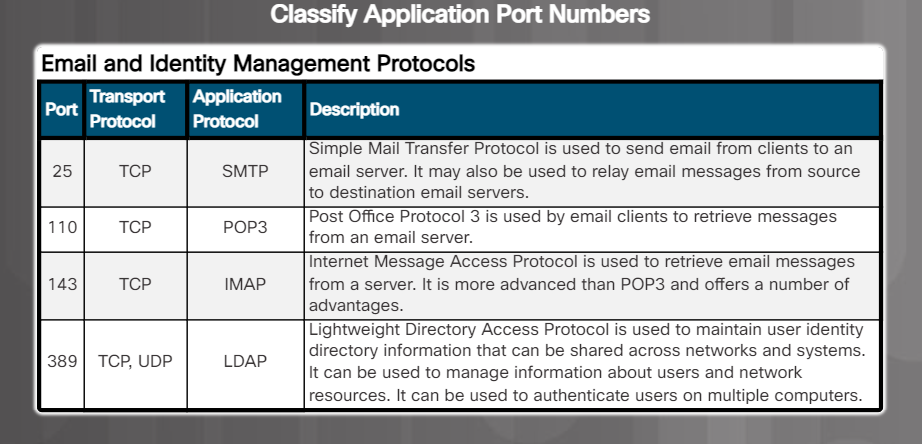 Classify Application Port Numbers
Email and Identity Management Protocols
Port
Transport
Protocol
Application
Protocol
Description
25
TCP
SMTP
Simple Mail Transfer Protocol is used to send email from clients to an
email server. It may also be used to relay email messages from source
to destination email servers.
110
TCP
POP3
Post Office Protocol 3 is used by email clients to retrieve messages
from an email server.
143
TCP
IMAP
Internet Message Access Protocol is used to retrieve email messages
from a server. It is more advanced than POP3 and offers a number of
advantages.
389
TCP, UDP
LDAP
Lightweight Directory Access Protocol is used to maintain user identity
directory information that can be shared across networks and systems.
It can be used to manage information about users and network
resources. It can be used to authenticate users on multiple computers.